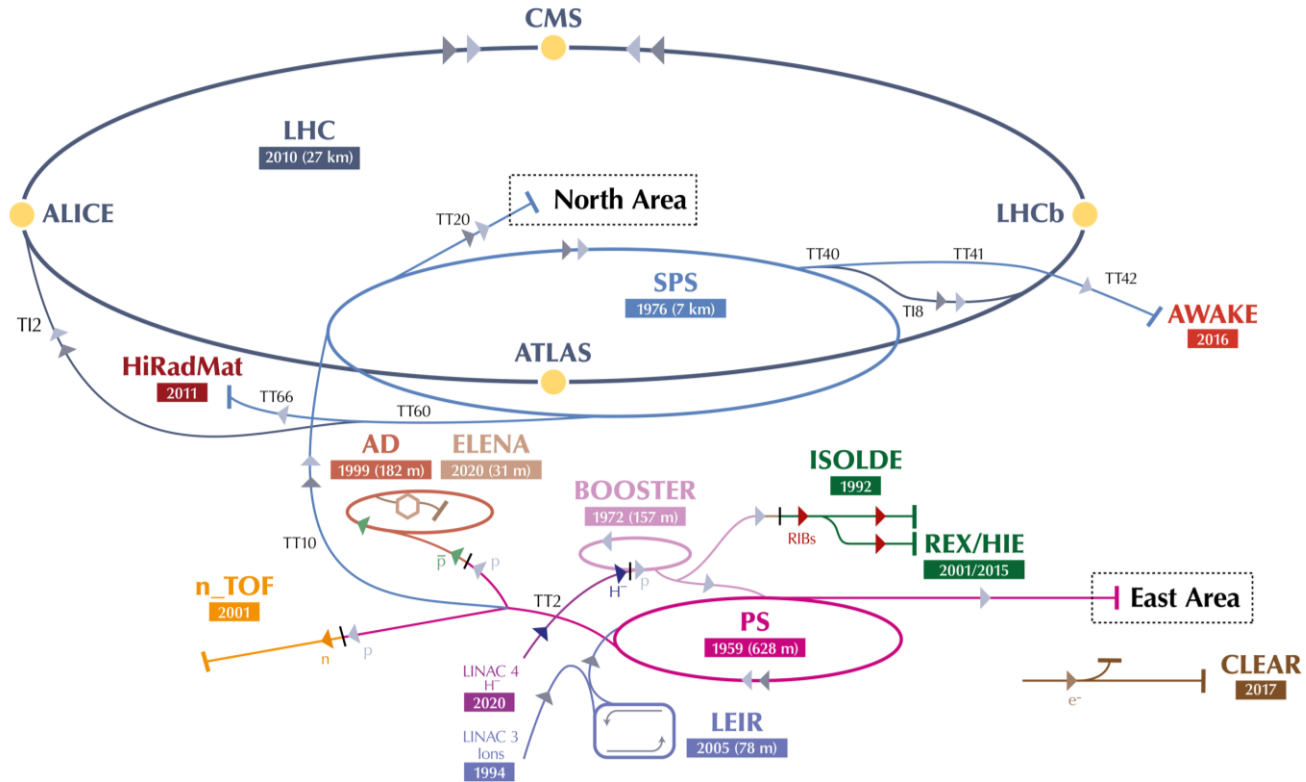 CMS
LHC
2010 (27 km)
North Area
ALICE
LHCb
TT20
TT40
TT41
TT42
SPS
1976 (7 km)
TI8
TI2
AWAKE
2016
ATLAS
HiRadMat
2011
TT66
TT60
AD
1999 (182 m)
ELENA
2020 (31 m)
ISOLDE
1992
BOOSTER
1972 (157 m)
RIBs
REX/HIE
2001/2015
TT10
p̅
p
H⁻
p
n_TOF
2001
TT2
East Area
PS
1959 (628 m)
n
p
LINAC 4
H⁻
2020
CLEAR
2017
e⁻
LINAC 3
Ions
1994
LEIR
2005 (78 m)